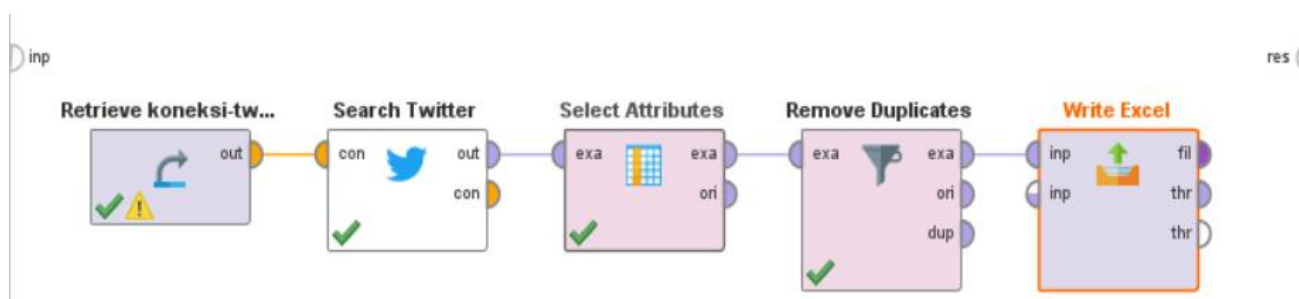 inp
res
Retrieve koneksi-tw...
Search Twitter
Select Attributes
Remove Duplicates
Write Excel
out
con
out
exa
exa
exa
exa
inp
fil
con
ori
ori
inp
thr
dup
thr